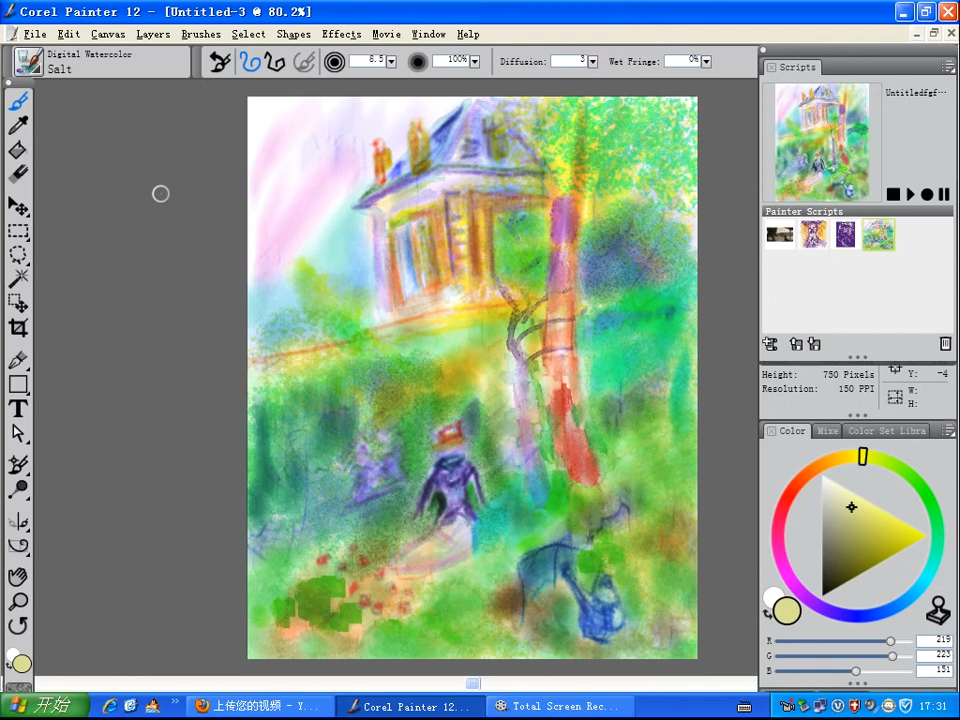 Corel Painter 12 - [Untitled-3 @ 80.2%]
File Edit Canvas Layers Brushes Select Shapes Effects Movie Window Help
Digital Watercolor
Salt
8.5
100%
Diffusion: 3
Wet Fringe: 0%
Scripts
Untitledfgf···
Painter Scripts
Height: 750 Pixels
Resolution: 150 PPI
Y: -4
W:
H:
Color Mixe Color Set Libra
R 219
G 223
B 151
开始
上传您的视频 - Y...
Corel Painter 12...
Total Screen Rec...
17:31